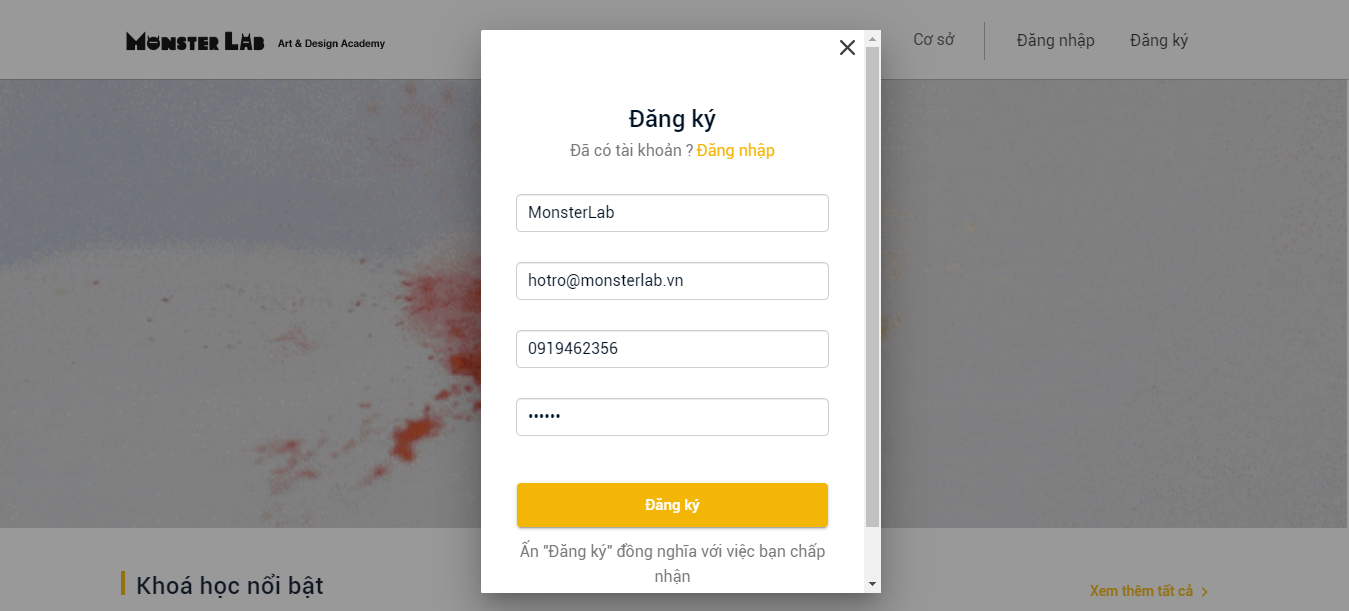 MONSTER LAB Art & Design Academy
Cơ sở
Đăng nhập
Đăng ký
Đăng ký
Đã có tài khoản ? Đăng nhập
MonsterLab
hotro@monsterlab.vn
0919462356
••••••
Đăng ký
Ấn "Đăng ký" đồng nghĩa với việc bạn chấp
nhận
Khoá học nổi bật
Xem thêm tất cả